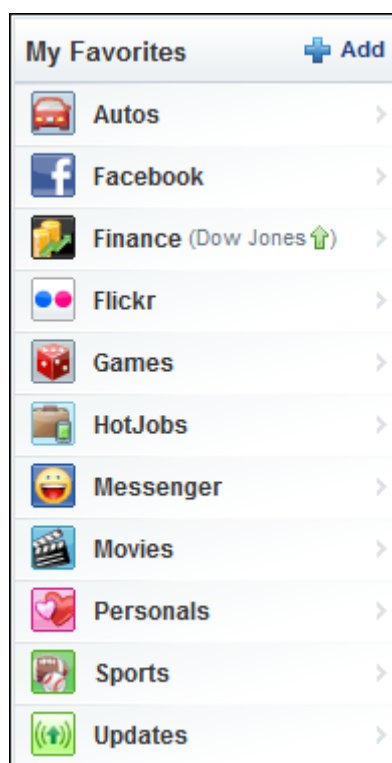 My Favorites Add
Autos
Facebook
Finance (Dow Jones)
Flickr
Games
HotJobs
Messenger
Movies
Personals
Sports
Updates